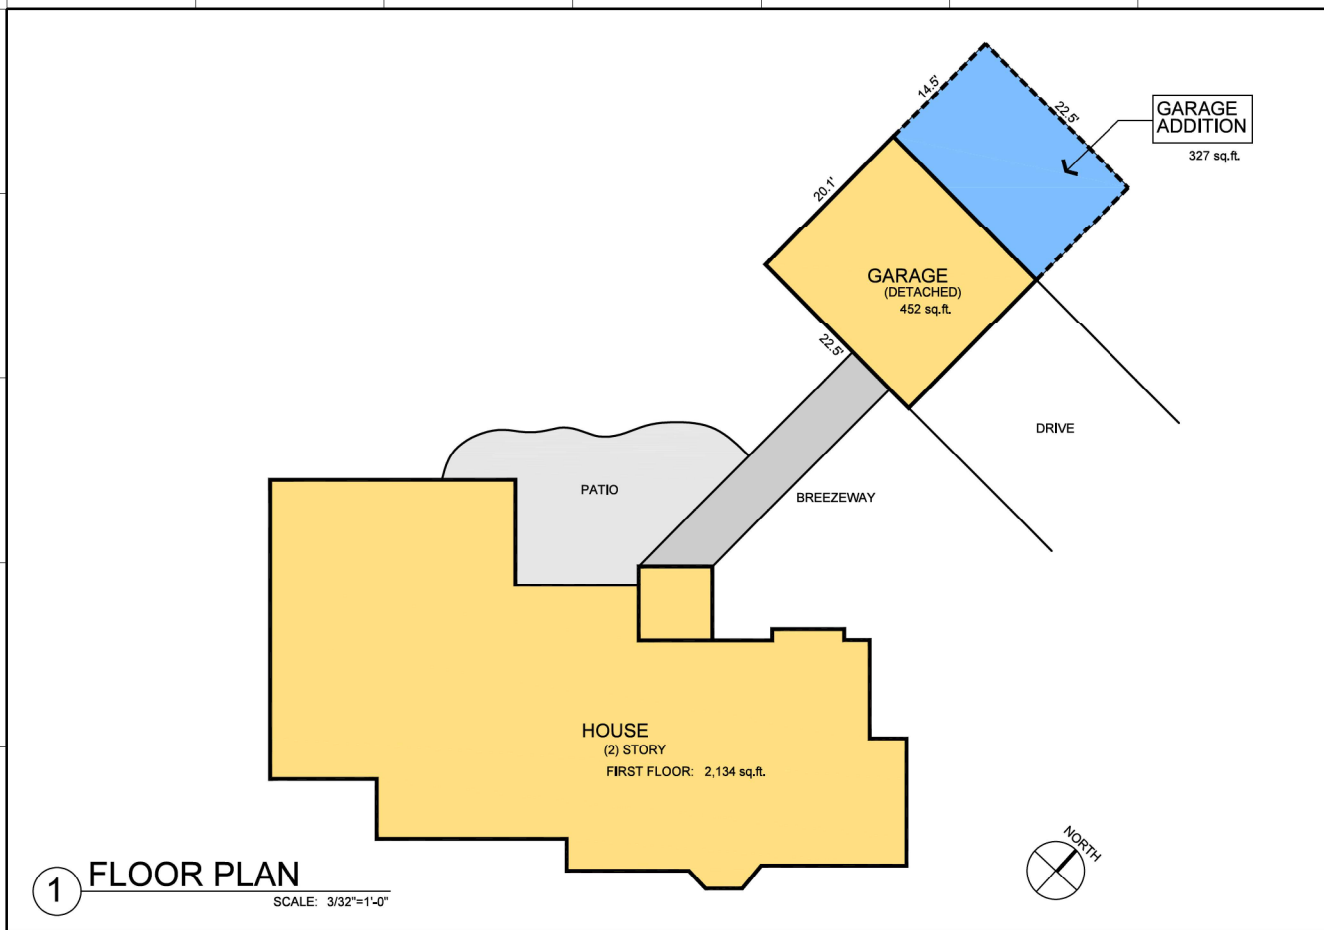 14.5'
22.5'
GARAGE
ADDITION
327 sq.ft.
20.1'
GARAGE
(DETACHED)
452 sq.ft.
22.5'
DRIVE
PATIO
BREEZEWAY
HOUSE
(2) STORY
FIRST FLOOR: 2,134 sq.ft.
NORTH
1 FLOOR PLAN
SCALE: 3/32"=1'-0"